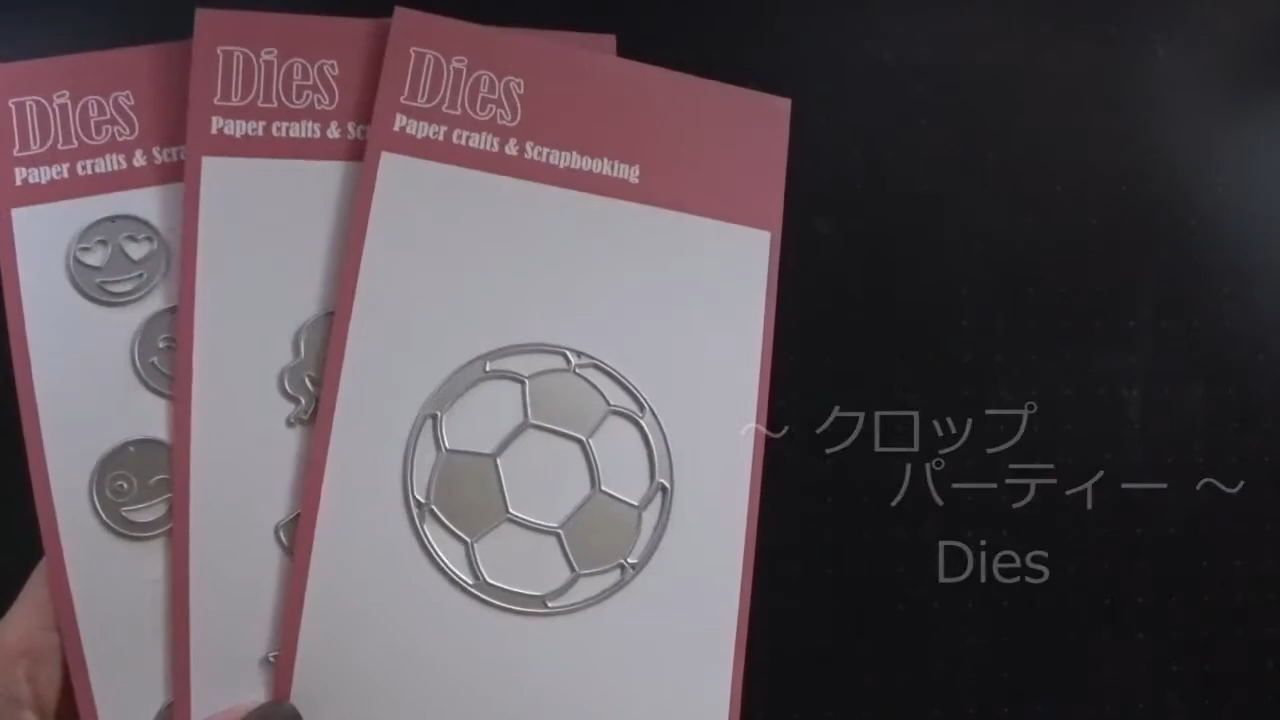 Dies
Paper crafts & Scra
Dies
Paper crafts & Scr
Dies
Paper crafts & Scrapbooking
～ クロップ
パーティー ～
Dies